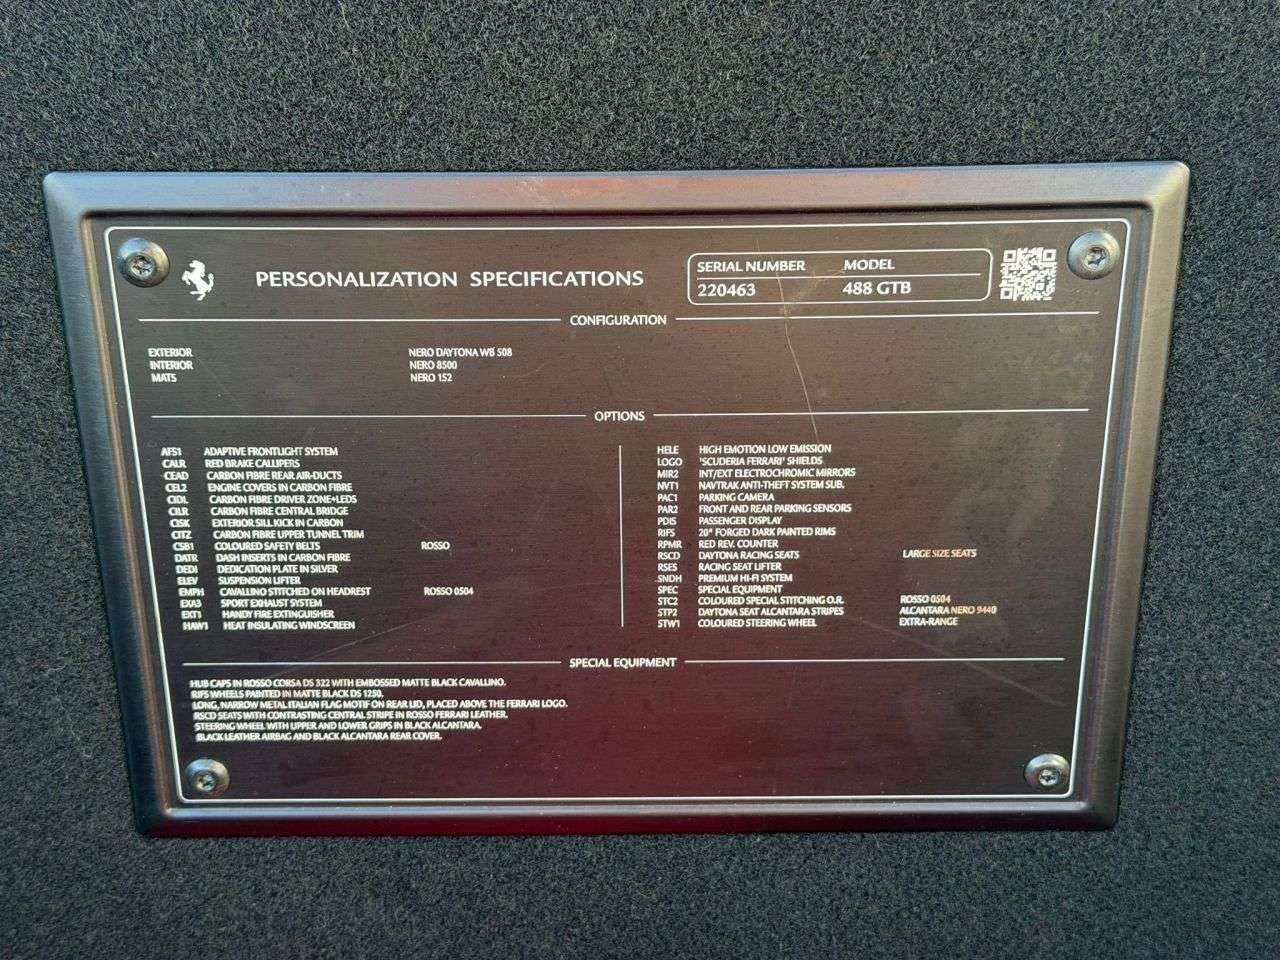 PERSONALIZATION SPECIFICATIONS
SERIAL NUMBER MODEL
220463 488 GTB
CONFIGURATION
EXTERIOR NERO DAYTONA WB 508
INTERIOR NERO 8500
MATS NERO 152
OPTIONS
AFS1 ADAPTIVE FRONTLIGHT SYSTEM
CALR RED BRAKE CALLIPERS
CEAD CARBON FIBRE REAR AIR-DUCTS
CEL2 ENGINE COVERS IN CARBON FIBRE
CIDL CARBON FIBRE DRIVER ZONE+LEDS
CILR CARBON FIBRE CENTRAL BRIDGE
CISK EXTERIOR SILL KICK IN CARBON
CITZ CARBON FIBRE UPPER TUNNEL TRIM
CSB1 COLOURED SAFETY BELTS ROSSO
DATR DASH INSERTS IN CARBON FIBRE
DEDI DEDICATION PLATE IN SILVER
ELEV SUSPENSION LIFTER
EMPH CAVALLINO STITCHED ON HEADREST ROSSO 0504
EXA3 SPORT EXHAUST SYSTEM
EXT1 HANDY FIRE EXTINGUISHER
HAW1 HEAT INSULATING WINDSCREEN
HELE HIGH EMOTION LOW EMISSION
LOGO 'SCUDERIA FERRARI' SHIELDS
MIR2 INT/EXT ELECTROCHROMIC MIRRORS
NVT1 NAVTRAK ANTI-THEFT SYSTEM SUB.
PAC1 PARKING CAMERA
PAR2 FRONT AND REAR PARKING SENSORS
PDIS PASSENGER DISPLAY
RIFS 20" FORGED DARK PAINTED RIMS
RPMR RED REV. COUNTER
RSCD DAYTONA RACING SEATS LARGE SIZE SEATS
RSES RACING SEAT LIFTER
SNDH PREMIUM HI-FI SYSTEM
SPEC SPECIAL EQUIPMENT
STC2 COLOURED SPECIAL STITCHING O.R. ROSSO 0504
STP2 DAYTONA SEAT ALCANTARA STRIPES ALCANTARA NERO 9440
STW1 COLOURED STEERING WHEEL EXTRA-RANGE
SPECIAL EQUIPMENT
HUB CAPS IN ROSSO CORSA DS 322 WITH EMBOSSED MATTE BLACK CAVALLINO.
RIFS WHEELS PAINTED IN MATTE BLACK DS 1250.
LONG, NARROW METAL ITALIAN FLAG MOTIF ON REAR LID, PLACED ABOVE THE FERRARI LOGO.
RSCD SEATS WITH CONTRASTING CENTRAL STRIPE IN ROSSO FERRARI LEATHER.
STEERING WHEEL WITH UPPER AND LOWER GRIPS IN BLACK ALCANTARA.
BLACK LEATHER AIRBAG AND BLACK ALCANTARA REAR COVER.